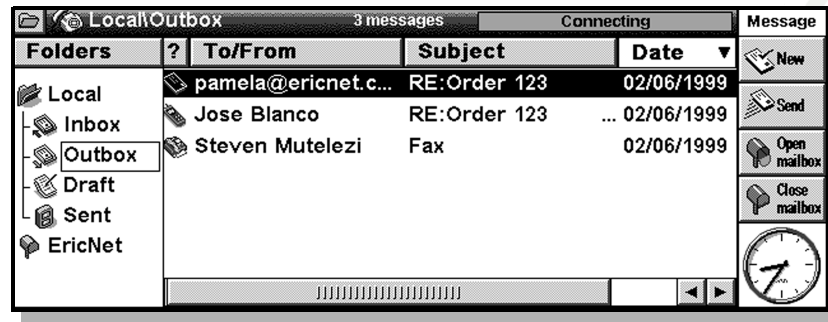 Local\Outbox 3 messages Connecting Message
Folders ? To/From Subject Date
New
Local
Inbox
Outbox
Draft
Sent
EricNet
pamela@ericnet.c... RE:Order 123 02/06/1999
Jose Blanco RE:Order 123 ... 02/06/1999
Steven Mutelezi Fax 02/06/1999
Send
Open
mailbox
Close
mailbox